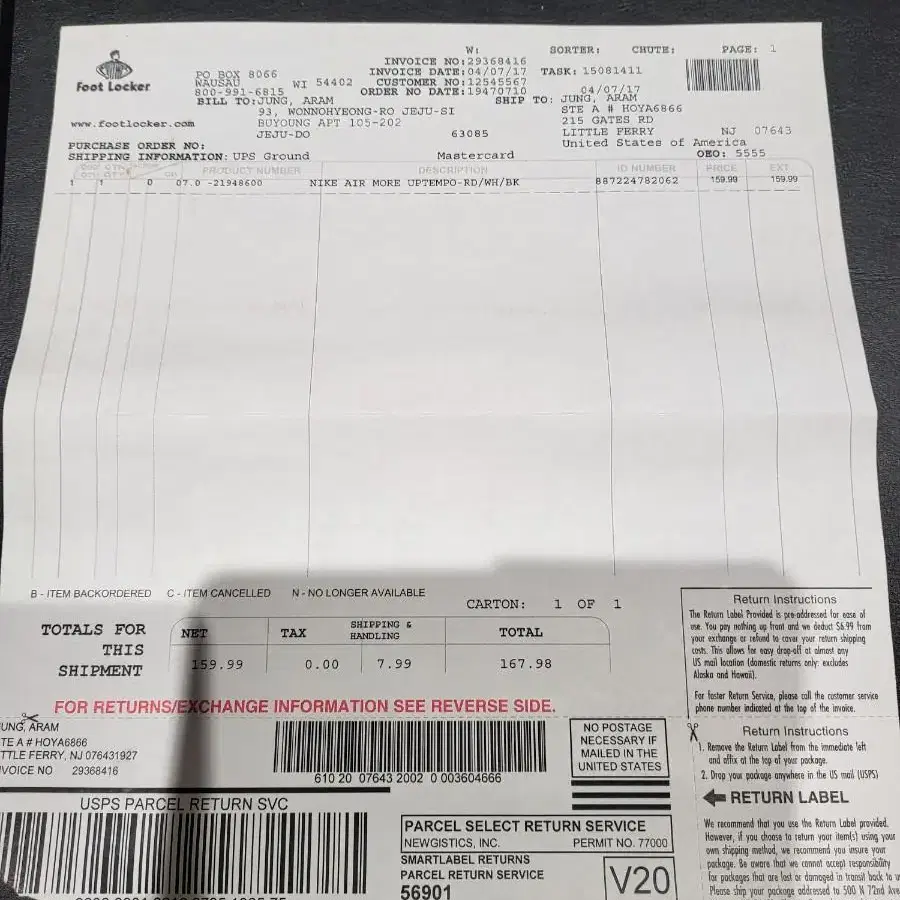 W: SORTER: CHUTE: PAGE: 1
Foot Locker
www.footlocker.com
PO BOX 8066
WAUSAU WI 54402
800-991-6815
INVOICE NO:29368416
INVOICE DATE:04/07/17 TASK: 15081411
CUSTOMER NO:12545567
ORDER NO DATE:19470710 04/07/17
BILL TO:JUNG, ARAM
93, WONNOHYEONG-RO JEJU-SI
BUYOUNG APT 105-202
JEJU-DO 63085
SHIP TO: JUNG, ARAM
STE A # HOYA6866
215 GATES RD
LITTLE FERRY NJ 07643
United States of America
PURCHASE ORDER NO:
SHIPPING INFORMATION: UPS Ground Mastercard OEO: 5555
PRODUCT NUMBER DESCRIPTION ID NUMBER PRICE EXT
1 1 0 07.0 -21948600 NIKE AIR MORE UPTEMPO-RD/WH/BK 887224782062 159.99 159.99
B - ITEM BACKORDERED C - ITEM CANCELLED N - NO LONGER AVAILABLE
CARTON: 1 OF 1
TOTALS FOR THIS SHIPMENT
NET TAX SHIPPING & HANDLING TOTAL
159.99 0.00 7.99 167.98
FOR RETURNS/EXCHANGE INFORMATION SEE REVERSE SIDE.
Return Instructions
The Return Label Provided is pre-addressed for ease of
use. You pay nothing up front and we deduct $6.99 from
your exchange or refund to cover your return shipping
costs. This allows for easy drop-off at almost any
US mail location (domestic returns only: excludes
Alaska and Hawaii).
For faster Return Service, please call the customer service
phone number indicated at the top of the invoice.
UNG, ARAM
TE A # HOYA6866
TTLE FERRY, NJ 076431927
VOICE NO 29368416
610 20 07643 2002 0 003604666
NO POSTAGE
NECESSARY IF
MAILED IN THE
UNITED STATES
Return Instructions
1. Remove the Return Label from the immediate left
and affix at the top of your package.
2. Drop your package anywhere in the US mail (USPS)
RETURN LABEL
We recommend that you use the Return Label provided.
However, if you choose to return your item(s) using your
own shipping method, we recommend you insure your
package. Be aware that we cannot accept responsibility
for packages that are lost or damaged in transit back to
Please ship your package addressed to 500 N 72nd Ave
USPS PARCEL RETURN SVC
PARCEL SELECT RETURN SERVICE
NEWGISTICS, INC. PERMIT NO. 77000
SMARTLABEL RETURNS
PARCEL RETURN SERVICE
56901
V20